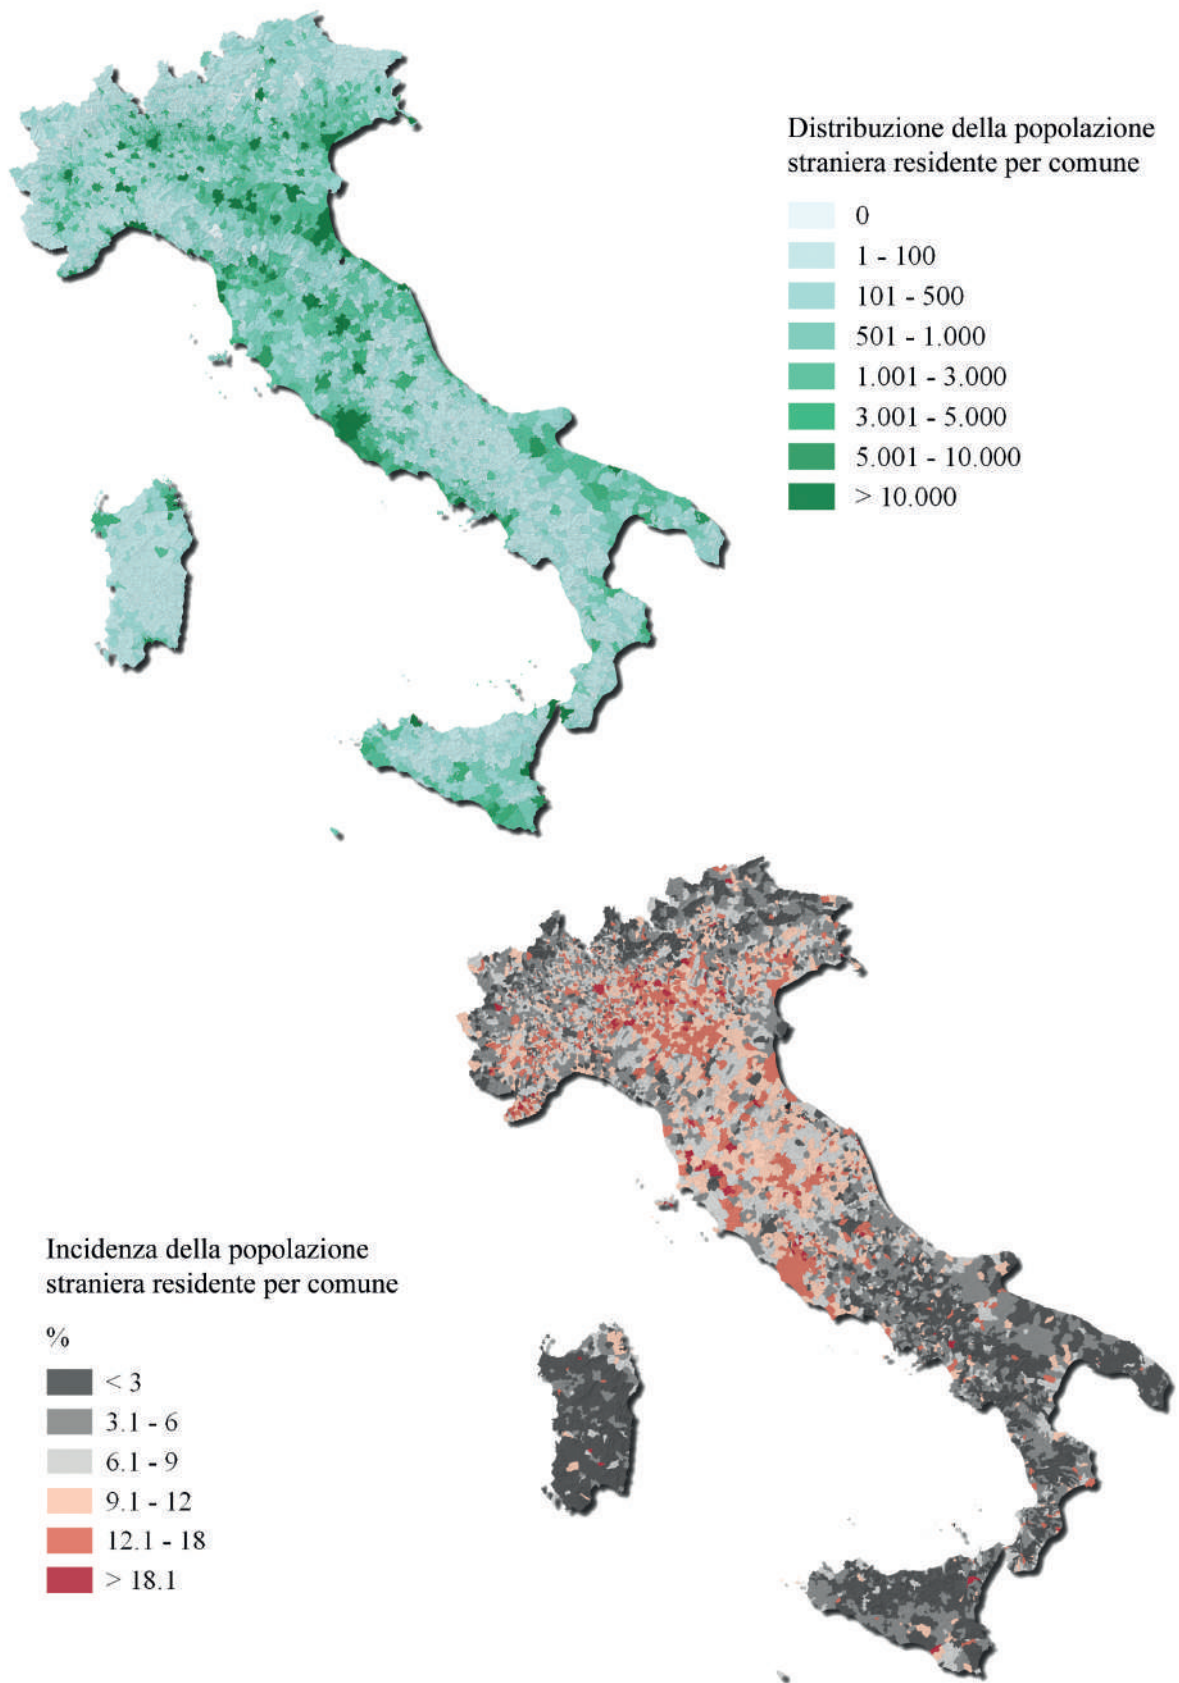 Distribuzione della popolazione
straniera residente per comune
0
1 - 100
101 - 500
501 - 1.000
1.001 - 3.000
3.001 - 5.000
5.001 - 10.000
> 10.000
Incidenza della popolazione
straniera residente per comune
%
< 3
3.1 - 6
6.1 - 9
9.1 - 12
12.1 - 18
> 18.1